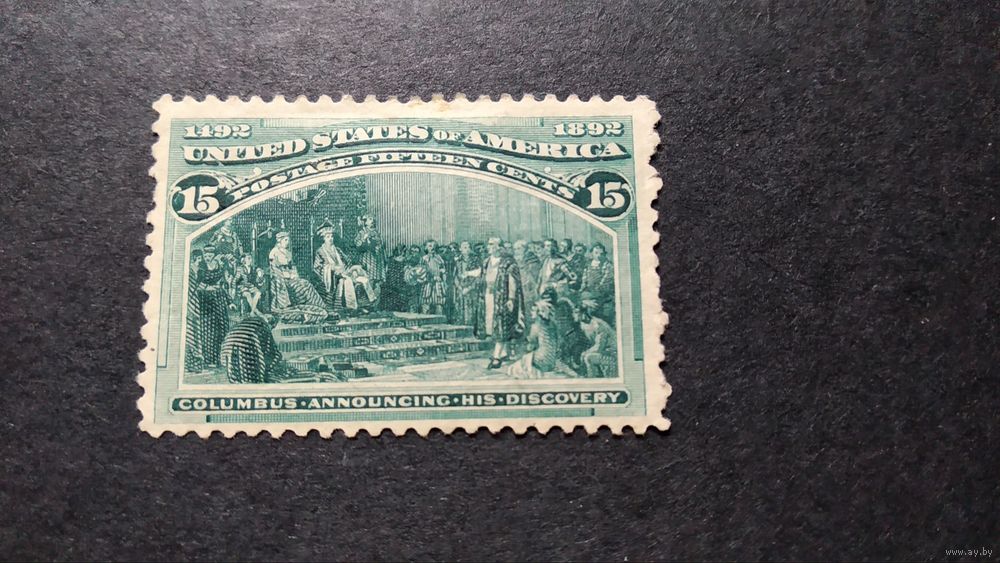 1492 1892
UNITED STATES OF AMERICA
POSTAGE FIFTEEN CENTS
15 15
COLUMBUS·ANNOUNCING·HIS·DISCOVERY
www.ay.by